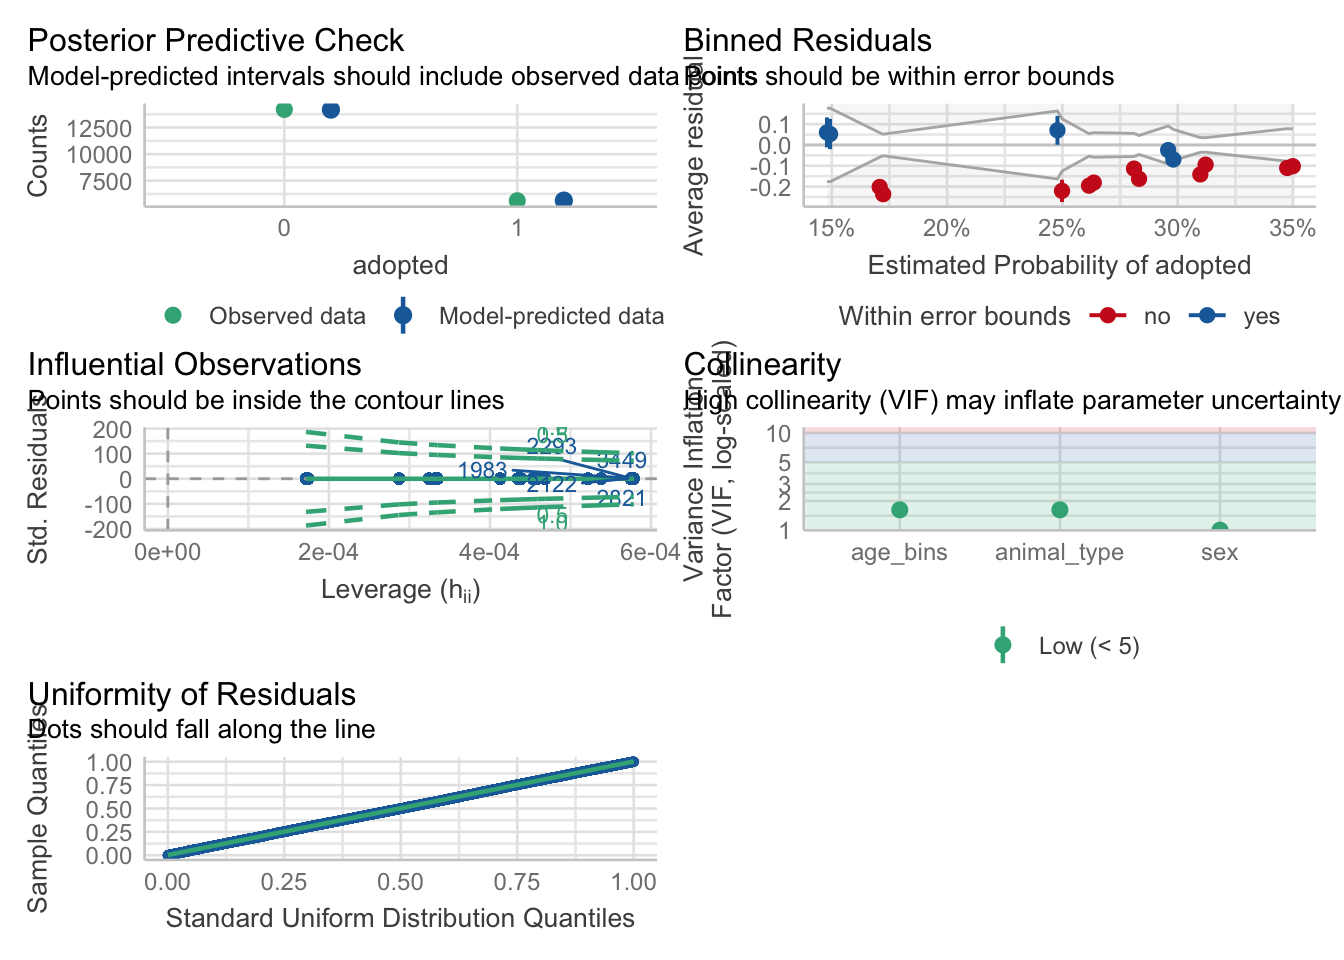 Posterior Predictive Check
Model-predicted intervals should include observed data
Counts
12500
10000
7500
0 1
adopted
Observed data Model-predicted data
Binned Residuals
Points should be within error bounds
Average residual
0.1
0.0
-0.1
-0.2
15% 20% 25% 30% 35%
Estimated Probability of adopted
Within error bounds no yes
Influential Observations
Points should be inside the contour lines
Std. Residuals
200
100
0
-100
-200
0.5
2293
3449
1983
2122
2821
0.5
1.0
0e+00 2e-04 4e-04 6e-04
Leverage (hii)
Collinearity
High collinearity (VIF) may inflate parameter uncertainty
Variance Inflation
Factor (VIF, log-scaled)
10
5
3
2
1
age_bins animal_type sex
Low (< 5)
Uniformity of Residuals
Dots should fall along the line
Sample Quantiles
1.00
0.75
0.50
0.25
0.00
0.00 0.25 0.50 0.75 1.00
Standard Uniform Distribution Quantiles